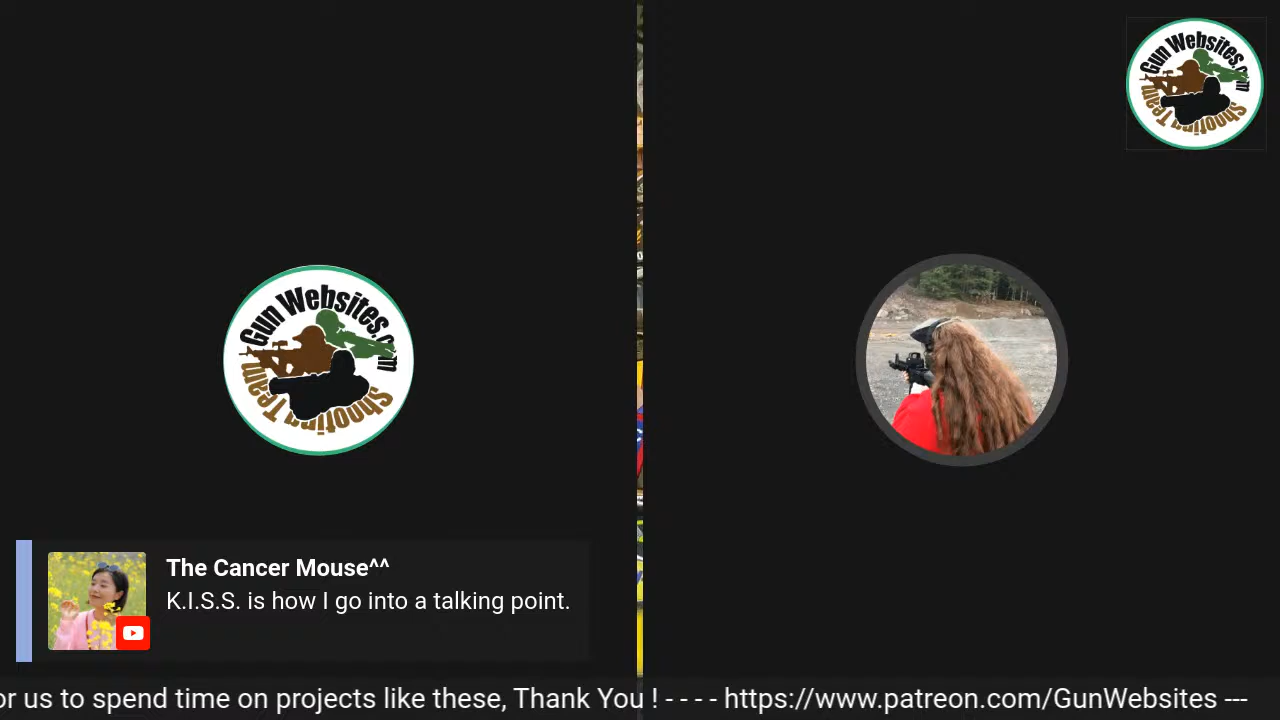 Gun Websites.com
Shooting Team
Gun Websites.com
Shooting Team
The Cancer Mouse^^
K.I.S.S. is how I go into a talking point.
or us to spend time on projects like these, Thank You ! - - - - https://www.patreon.com/GunWebsites ---